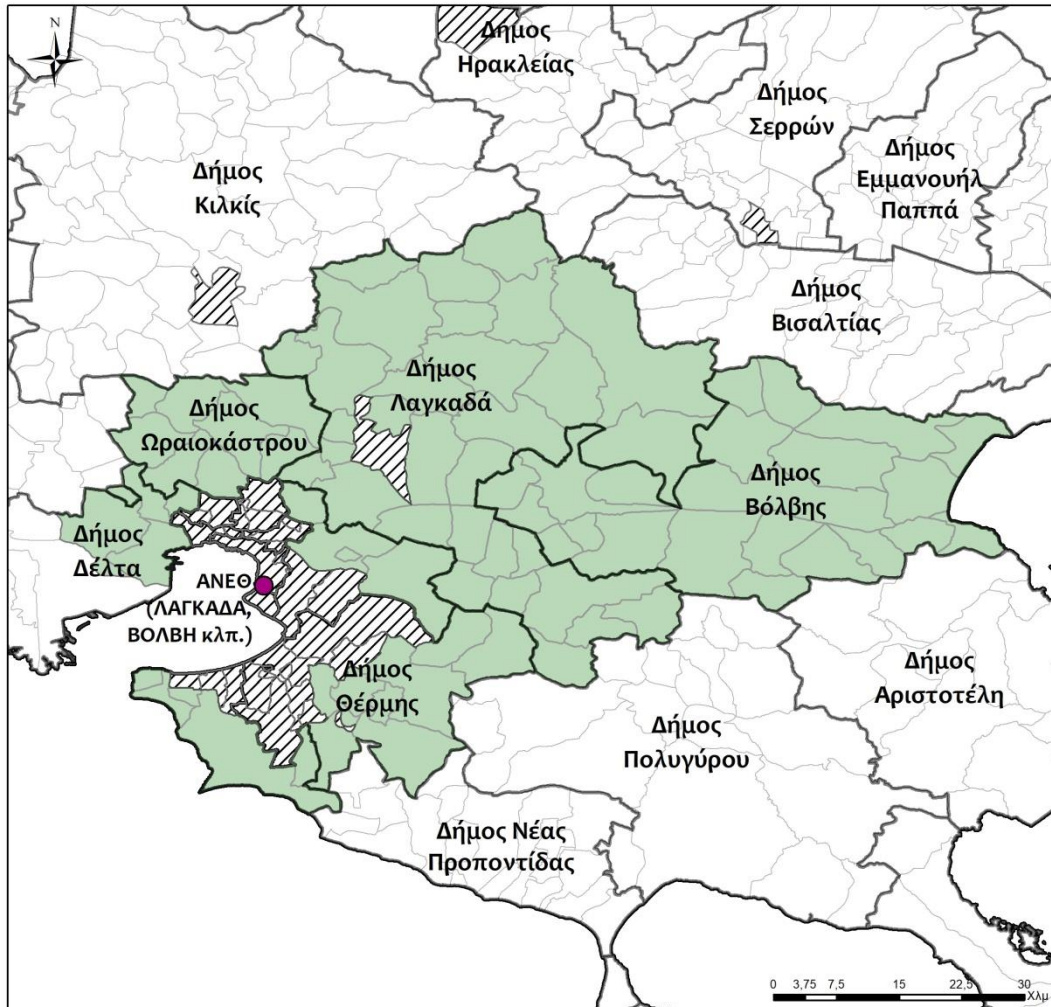 N
Δήμος
Ηρακλείας
Δήμος
Σερρών
Δήμος
Εμμανουήλ
Παππά
Δήμος
Κιλκίς
Δήμος
Βισαλτίας
Δήμος
Λαγκαδά
Δήμος
Ωραιοκάστρου
Δήμος
Βόλβης
Δήμος
Δέλτα
ΑΝΕΘ
(ΛΑΓΚΑΔΑ,
ΒΟΛΒΗ κλπ.)
Δήμος
Θέρμης
Δήμος
Αριστοτέλη
Δήμος
Πολυγύρου
Δήμος Νέας
Προποντίδας
0 3,75 7,5 15 22,5 30
Χλμ